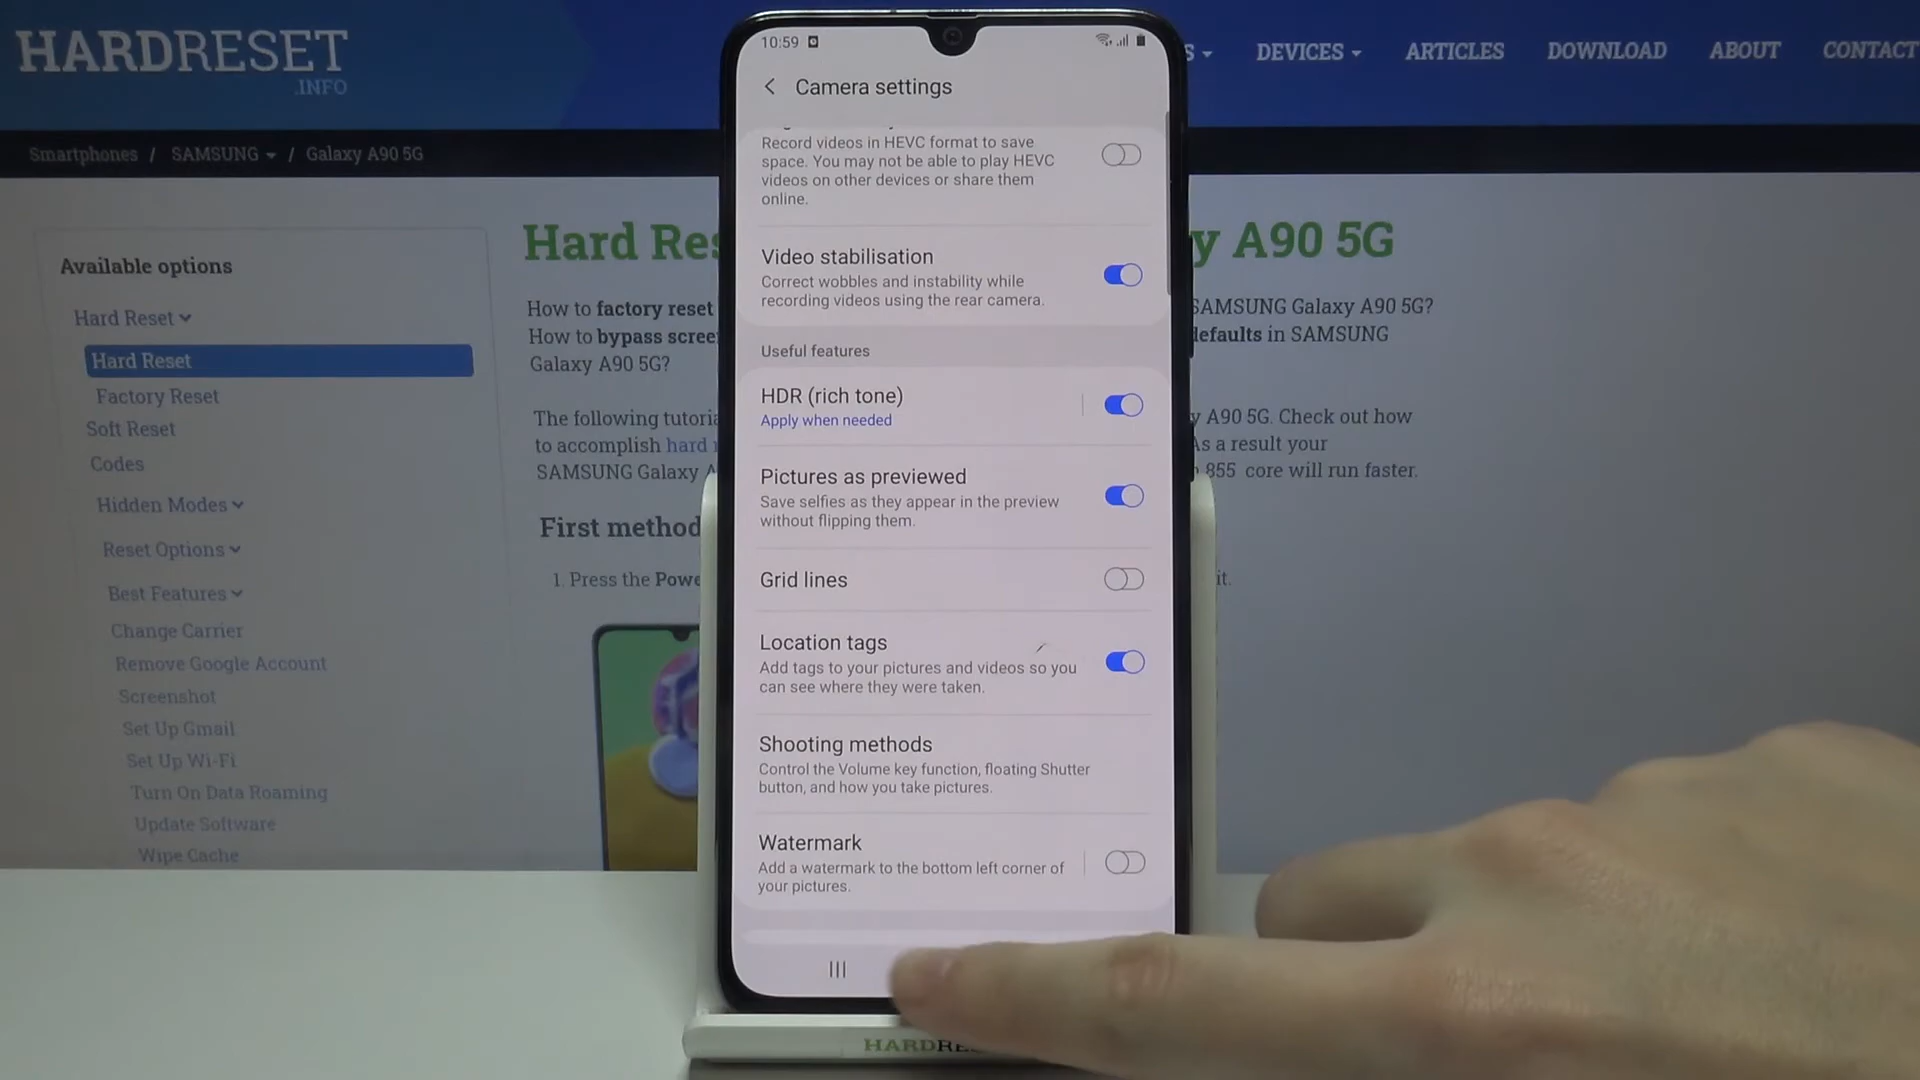 HARDRESET
.INFO
DEVICES
ARTICLES
DOWNLOAD
ABOUT
CONTACT
Smartphones / SAMSUNG / Galaxy A90 5G
Available options
Hard Reset
Hard Reset
Factory Reset
Soft Reset
Codes
Hidden Modes
Reset Options
Best Features
Change Carrier
Remove Google Account
Screenshot
Set Up Gmail
Set Up Wi-Fi
Turn On Data Roaming
Update Software
Wipe Cache
Hard Res
y A90 5G
How to factory reset
SAMSUNG Galaxy A90 5G?
How to bypass scree
defaults in SAMSUNG
Galaxy A90 5G?
The following tutoria
y A90 5G. Check out how
to accomplish hard r
As a result your
SAMSUNG Galaxy A
855 core will run faster.
First method
1. Press the Powe
it.
10:59
Camera settings
Record videos in HEVC format to save
space. You may not be able to play HEVC
videos on other devices or share them
online.
Video stabilisation
Correct wobbles and instability while
recording videos using the rear camera.
Useful features
HDR (rich tone)
Apply when needed
Pictures as previewed
Save selfies as they appear in the preview
without flipping them.
Grid lines
Location tags
Add tags to your pictures and videos so you
can see where they were taken.
Shooting methods
Control the Volume key function, floating Shutter
button, and how you take pictures.
Watermark
Add a watermark to the bottom left corner of
your pictures.
HARDRE